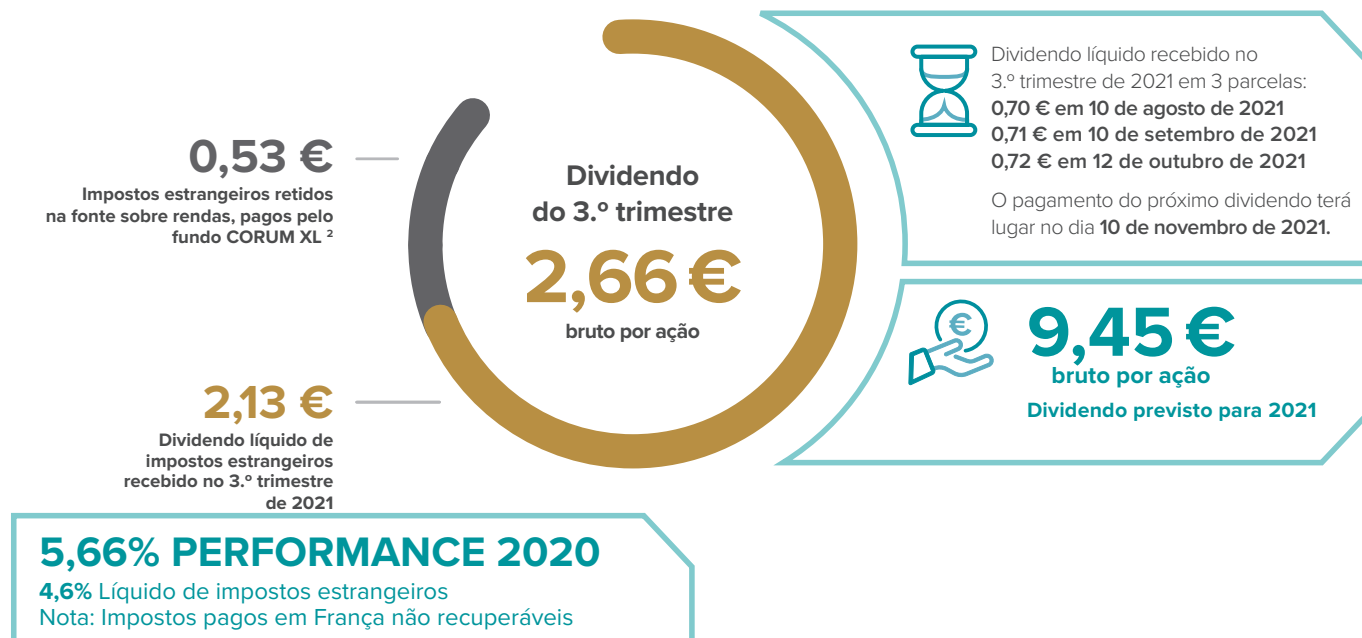 0,53 €
Impostos estrangeiros retidos
na fonte sobre rendas, pagos pelo
fundo CORUM XL ²
2,13 €
Dividendo líquido de
impostos estrangeiros
recebido no 3.º trimestre
de 2021
Dividendo
do 3.º trimestre
2,66 €
bruto por ação
Dividendo líquido recebido no
3.º trimestre de 2021 em 3 parcelas:
0,70 € em 10 de agosto de 2021
0,71 € em 10 de setembro de 2021
0,72 € em 12 de outubro de 2021
O pagamento do próximo dividendo terá
lugar no dia 10 de novembro de 2021.
€
9,45 €
bruto por ação
Dividendo previsto para 2021
5,66% PERFORMANCE 2020
4,6% Líquido de impostos estrangeiros
Nota: Impostos pagos em França não recuperáveis